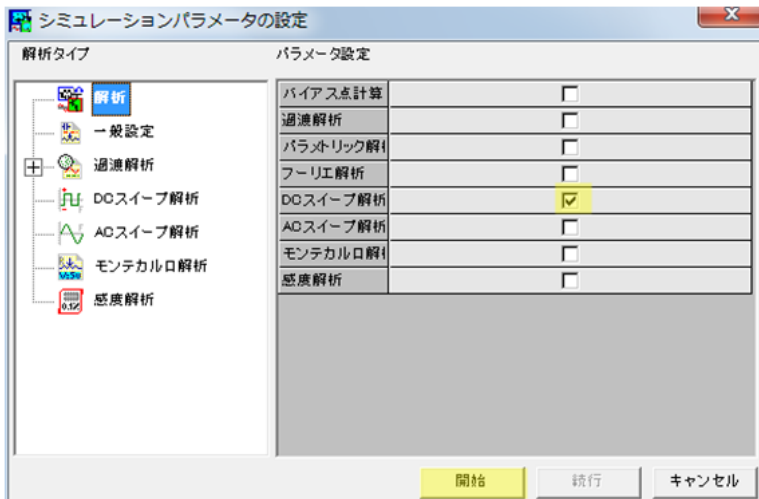 シミュレーションパラメータの設定
解析タイプ
パラメータ設定
解析
一般設定
過渡解析
DCスイープ解析
ACスイープ解析
モンテカルロ解析
感度解析
バイアス点計算
過渡解析
パラメトリック解
フーリエ解析
DCスイープ解析
ACスイープ解析
モンテカルロ解
感度解析
開始
続行
キャンセル